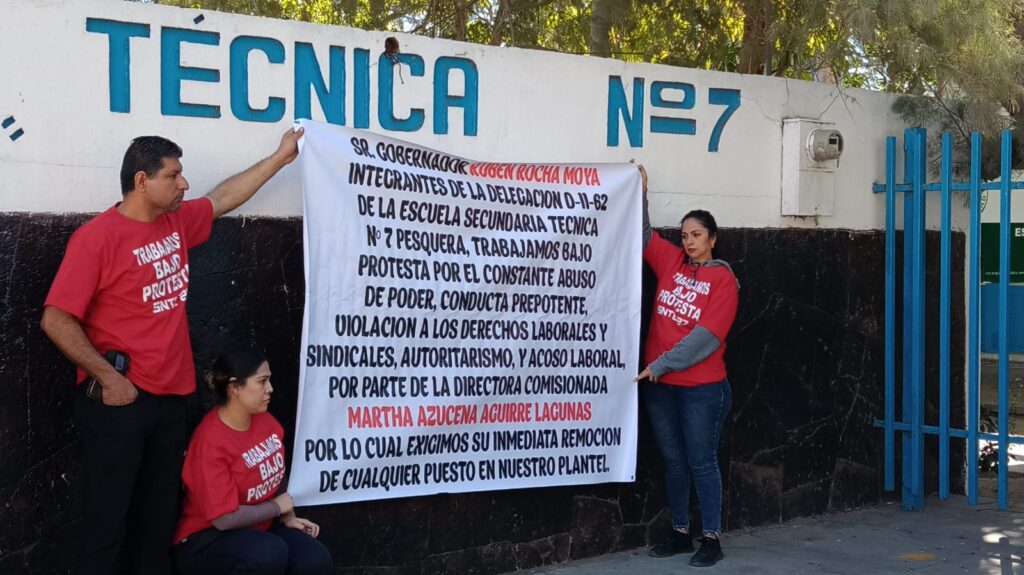 TÉCNICA Nº 7
SR. GOBERNADOR RUBEN ROCHA MOYA
INTEGRANTES DE LA DELEGACION D-II-62
DE LA ESCUELA SECUNDARIA TECNICA
Nº 7 PESQUERA, TRABAJAMOS BAJO
PROTESTA POR EL CONSTANTE ABUSO
DE PODER, CONDUCTA PREPOTENTE,
VIOLACION A LOS DERECHOS LABORALES Y
SINDICALES, AUTORITARISMO, Y ACOSO LABORAL,
POR PARTE DE LA DIRECTORA COMISIONADA
MARTHA AZUCENA AGUIRRE LAGUNAS
POR LO CUAL EXIGIMOS SU INMEDIATA REMOCION
DE CUALQUIER PUESTO EN NUESTRO PLANTEL.
TRABAJAMOS
BAJO
PROTESTA
TRABAJAMOS
BAJO
PROTESTA
TRABAJAMOS
BAJO
PROTESTA
ES